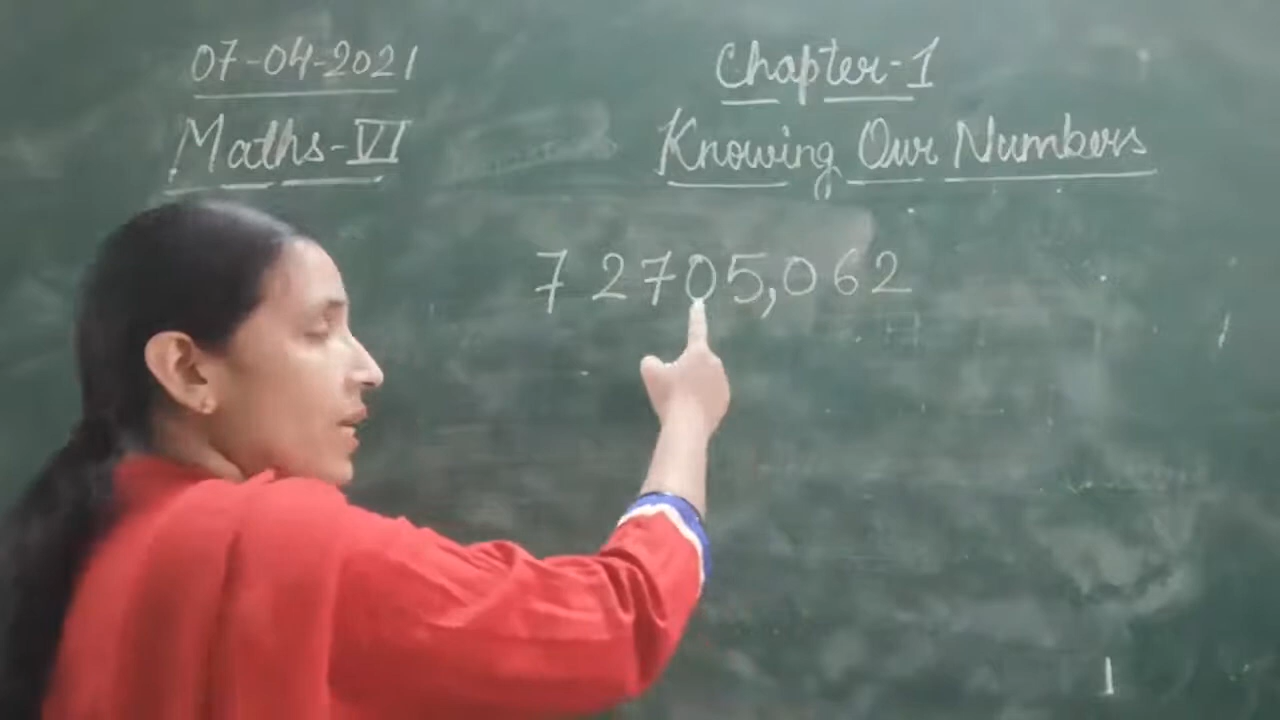 07-04-2021
Maths-VI
Chapter-1
Knowing Our Numbers
7 2705,062